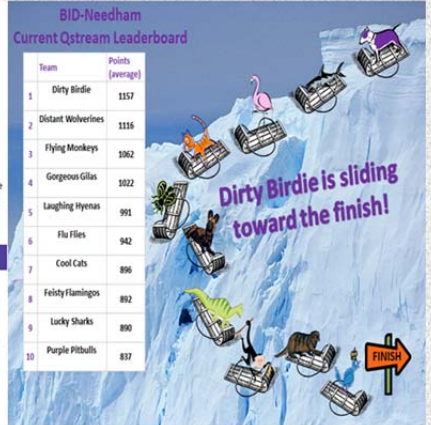 BID-Needham
Current Qstream Leaderboard
Team Points
(average)
1 Dirty Birdie 1157
2 Distant Wolverines 1116
3 Flying Monkeys 1062
4 Gorgeous Gilas 1022
5 Laughing Hyenas 991
6 Flu Flies 942
7 Cool Cats 896
8 Feisty Flamingos 892
9 Lucky Sharks 890
10 Purple Pitbulls 837
Dirty Birdie is sliding
toward the finish!
FINISH